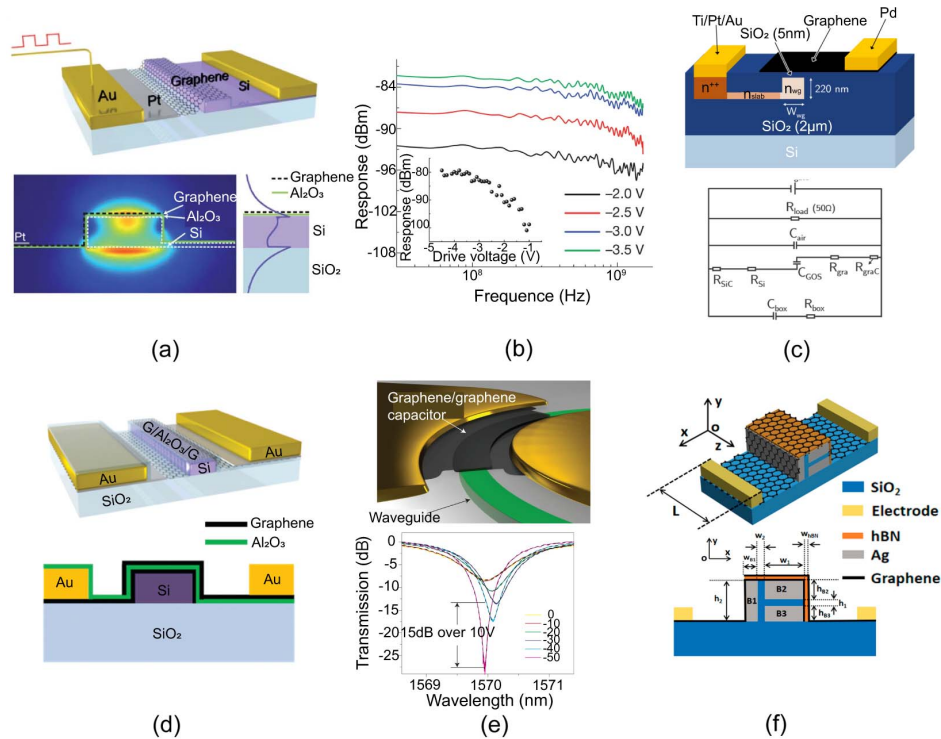 Au
Pt
Graphene
Si
Graphene
Al₂O₃
Graphene
Al₂O₃
Si
Pt
Si
SiO₂
(a)
Response (dBm)
-84
-90
-96
-102
-108
Response (dBm)
-80
-90
-100
-5
-4
-3
-2
-1
0
Drive voltage (V)
−2.0 V
−2.5 V
−3.0 V
−3.5 V
10⁸
10⁹
Frequence (Hz)
(b)
Ti/Pt/Au
SiO₂ (5nm)
Graphene
Pd
n⁺⁺
n_slab
n_wg
220 nm
W_wg
SiO₂ (2μm)
Si
R_load (50Ω)
C_air
C_GOS
R_gra
R_graC
R_SiC
R_Si
C_box
R_box
(c)
G/Al₂O₃/G
Au
Si
Au
SiO₂
Graphene
Al₂O₃
Au
Si
Au
SiO₂
(d)
Graphene/graphene
capacitor
Waveguide
Transmission (dB)
0
-5
-10
-15
-20
-25
15dB over 10V
0
-10
-20
-30
-40
-50
1569
1570
1571
Wavelength (nm)
(e)
y
x
o
z
L
SiO₂
Electrode
hBN
Ag
Graphene
y
o
x
w_B1
w₂
w₁
w_hBN
h₂
B1
B2
B3
h_B2
h₁
h_B3
(f)